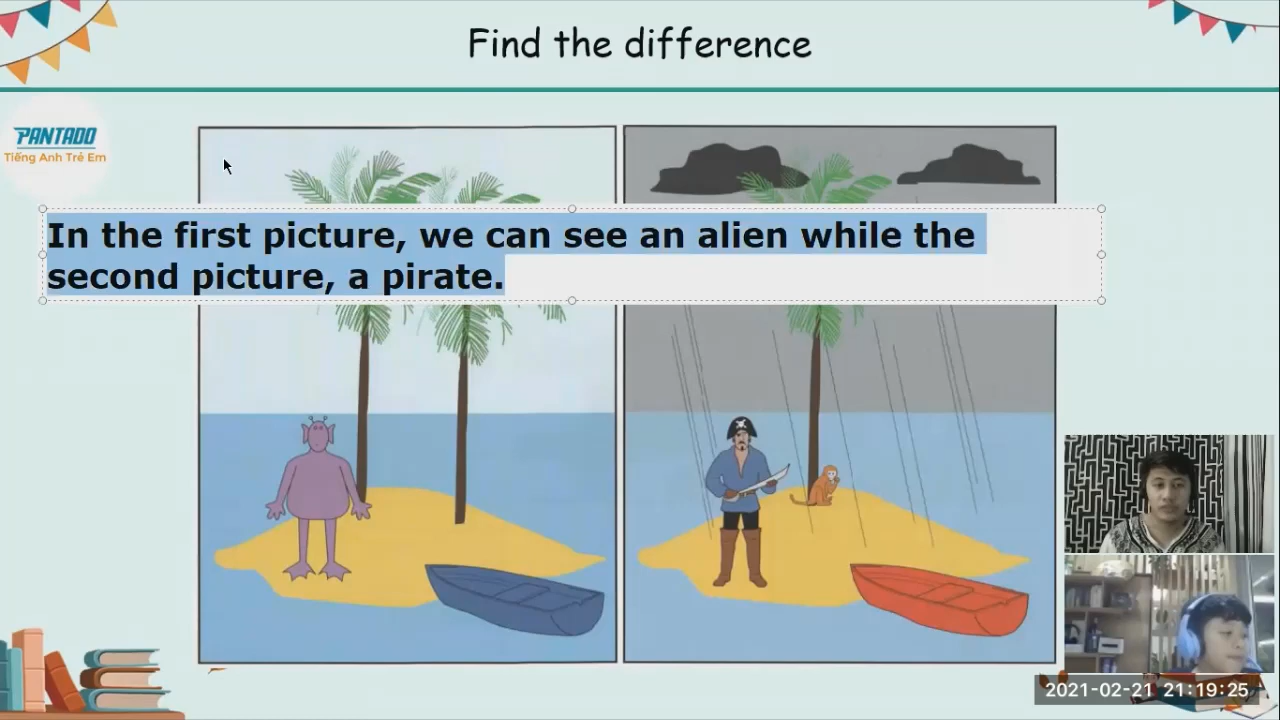 Find the difference
PANTADO
Tiếng Anh Trẻ Em
In the first picture, we can see an alien while the
second picture, a pirate.
2021-02-21 21:19:25